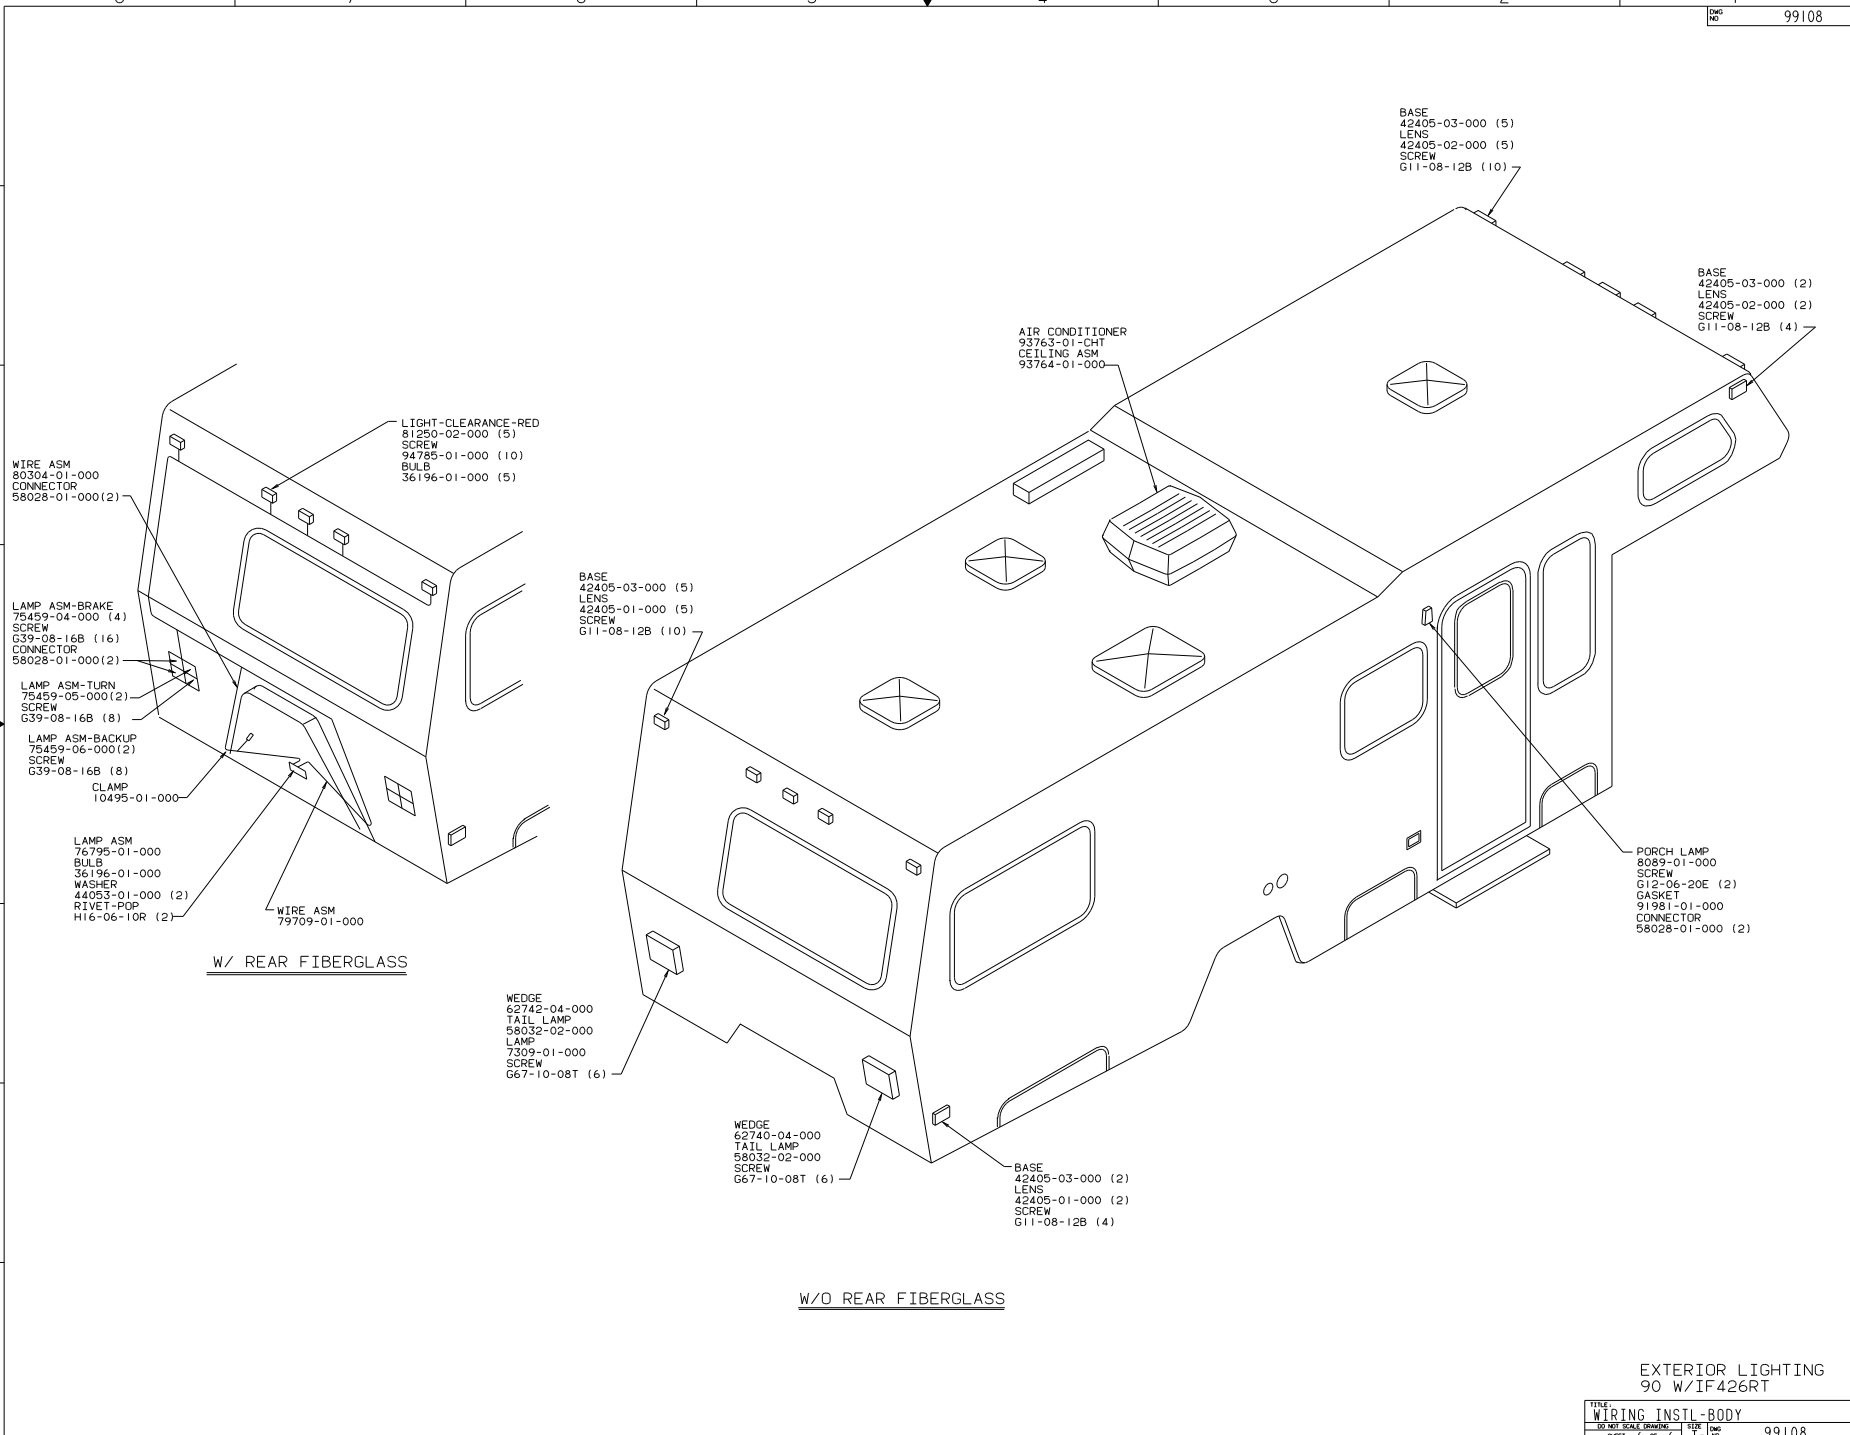 DWG NO 99108
BASE
42405-03-000 (5)
LENS
42405-02-000 (5)
SCREW
G11-08-12B (10)
BASE
42405-03-000 (2)
LENS
42405-02-000 (2)
SCREW
G11-08-12B (4)
AIR CONDITIONER
93763-01-CHT
CEILING ASM
93764-01-000
LIGHT-CLEARANCE-RED
81250-02-000 (5)
SCREW
94785-01-000 (10)
BULB
36196-01-000 (5)
WIRE ASM
80304-01-000
CONNECTOR
58028-01-000(2)
BASE
42405-03-000 (5)
LENS
42405-01-000 (5)
SCREW
G11-08-12B (10)
LAMP ASM-BRAKE
75459-04-000 (4)
SCREW
G39-08-16B (16)
CONNECTOR
58028-01-000(2)
LAMP ASM-TURN
75459-05-000(2)
SCREW
G39-08-16B (8)
LAMP ASM-BACKUP
75459-06-000(2)
SCREW
G39-08-16B (8)
CLAMP
10495-01-000
LAMP ASM
76795-01-000
BULB
36196-01-000
WASHER
44053-01-000 (2)
RIVET-POP
H16-06-10R (2)
WIRE ASM
79709-01-000
W/ REAR FIBERGLASS
PORCH LAMP
8089-01-000
SCREW
G12-06-20E (2)
GASKET
91981-01-000
CONNECTOR
58028-01-000 (2)
WEDGE
62742-04-000
TAIL LAMP
58032-02-000
LAMP
7309-01-000
SCREW
G67-10-08T (6)
WEDGE
62740-04-000
TAIL LAMP
58032-02-000
SCREW
G67-10-08T (6)
BASE
42405-03-000 (2)
LENS
42405-01-000 (2)
SCREW
G11-08-12B (4)
W/O REAR FIBERGLASS
EXTERIOR LIGHTING
90 W/IF426RT
TITLE:
WIRING INSTL-BODY
DO NOT SCALE DRAWING SIZE DWG 99108